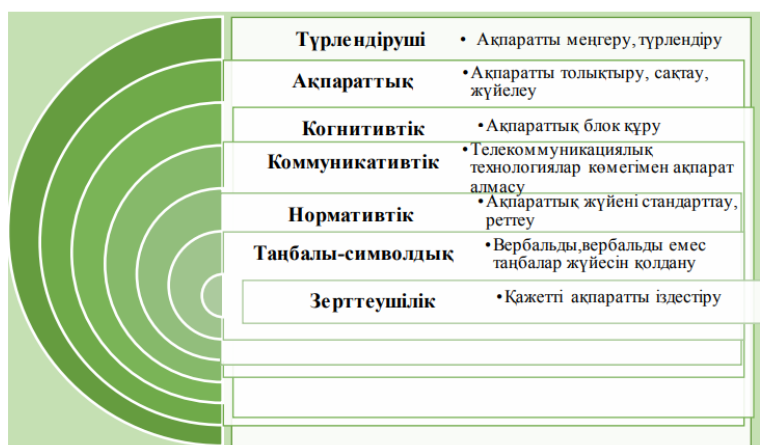 Түрлендіруші • Ақпаратты меңгеру, түрлендіру
Ақпараттық •Ақпаратты толықтыру, сақтау,
жүйелеу
Когнитивтік •Ақпараттық блок құру
Коммуникативтік •Телекоммуникациялық
технологиялар көмегімен ақпарат
алмасу
Нормативтік •Ақпараттық жүйені стандарттау,
реттеу
Таңбалы-символдық •Вербальды,вербальды емес
таңбалар жүйесін қолдану
Зерттеушілік •Қажетті ақпаратты іздестіру